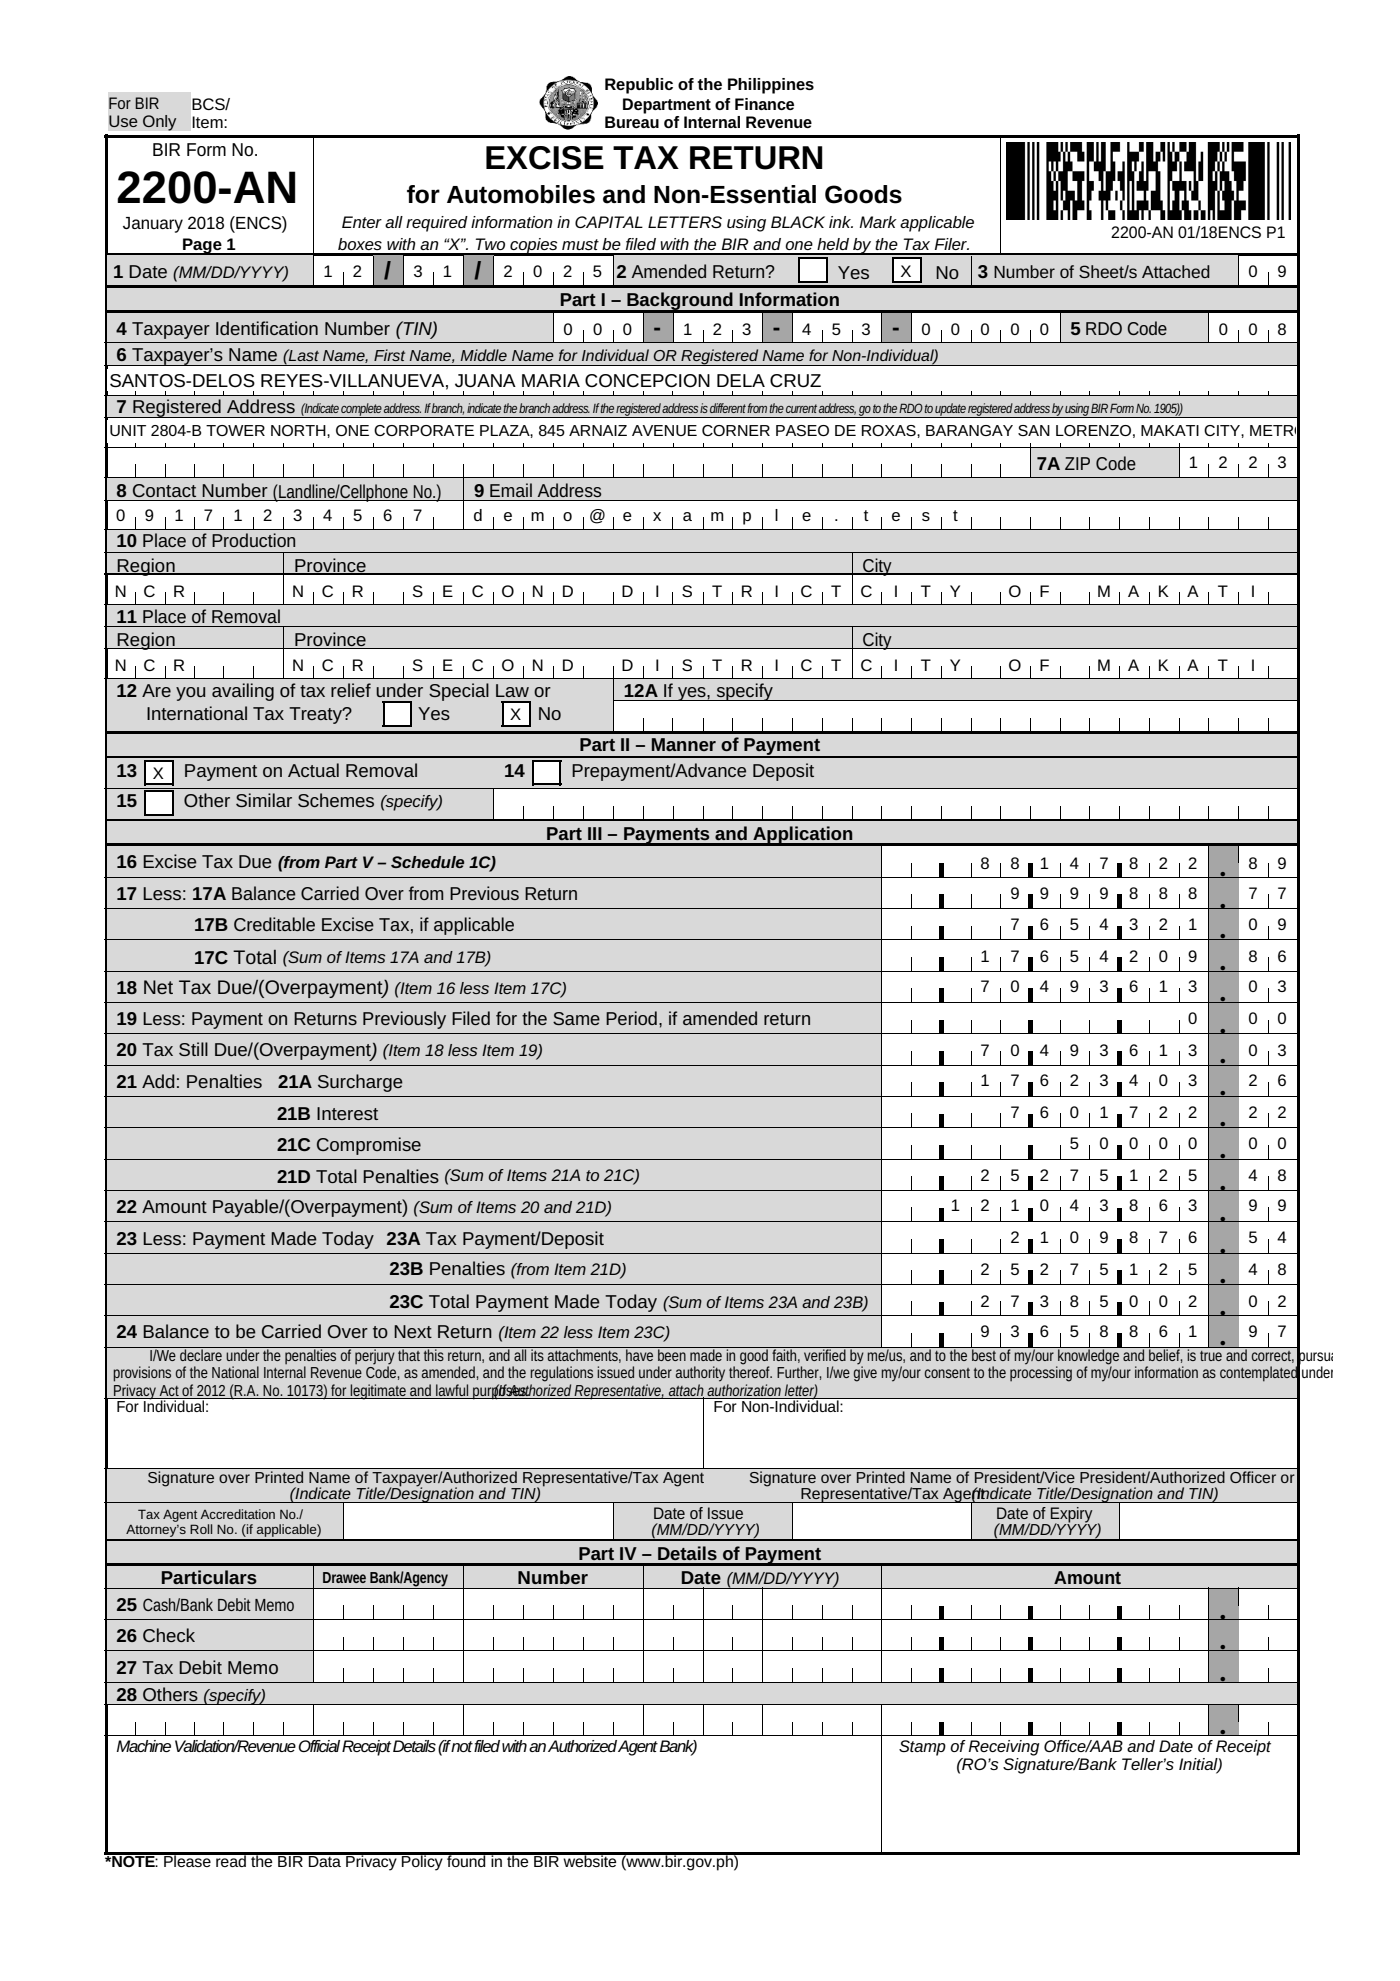 For BIR Use Only
BCS/ Item:
Republic of the Philippines
Department of Finance
Bureau of Internal Revenue
BIR Form No.
2200-AN
January 2018 (ENCS)
Page 1
EXCISE TAX RETURN
for Automobiles and Non-Essential Goods
Enter all required information in CAPITAL LETTERS using BLACK ink. Mark applicable
boxes with an “X”. Two copies must be filed with the BIR and one held by the Tax Filer.
2200-AN 01/18ENCS P1
1 Date (MM/DD/YYYY) 12/31/2025 2 Amended Return? Yes X No 3 Number of Sheet/s Attached 09
Part I – Background Information
4 Taxpayer Identification Number (TIN) 000-123-453-00000 5 RDO Code 008
6 Taxpayer’s Name (Last Name, First Name, Middle Name for Individual OR Registered Name for Non-Individual)
SANTOS-DELOS REYES-VILLANUEVA, JUANA MARIA CONCEPCION DELA CRUZ
7 Registered Address (Indicate complete address. If branch, indicate the branch address. If the registered address is different from the current address, go to the RDO to update registered address by using BIR Form No. 1905))
UNIT 2804-B TOWER NORTH, ONE CORPORATE PLAZA, 845 ARNAIZ AVENUE CORNER PASEO DE ROXAS, BARANGAY SAN LORENZO, MAKATI CITY, METR
7A ZIP Code 1223
8 Contact Number (Landline/Cellphone No.) 9 Email Address
09171234567 demo@example.test
10 Place of Production
Region Province City
NCR NCR SECOND DISTRICT CITY OF MAKATI
11 Place of Removal
Region Province City
NCR NCR SECOND DISTRICT CITY OF MAKATI
12 Are you availing of tax relief under Special Law or 12A If yes, specify
International Tax Treaty? Yes X No
Part II – Manner of Payment
13 X Payment on Actual Removal 14 Prepayment/Advance Deposit
15 Other Similar Schemes (specify)
Part III – Payments and Application
16 Excise Tax Due (from Part V – Schedule 1C) 88147822.89
17 Less: 17A Balance Carried Over from Previous Return 9999888.77
17B Creditable Excise Tax, if applicable 7654321.09
17C Total (Sum of Items 17A and 17B) 17654209.86
18 Net Tax Due/(Overpayment) (Item 16 less Item 17C) 70493613.03
19 Less: Payment on Returns Previously Filed for the Same Period, if amended return 0.00
20 Tax Still Due/(Overpayment) (Item 18 less Item 19) 70493613.03
21 Add: Penalties 21A Surcharge 17623403.26
21B Interest 7601722.22
21C Compromise 50000.00
21D Total Penalties (Sum of Items 21A to 21C) 25275125.48
22 Amount Payable/(Overpayment) (Sum of Items 20 and 21D) 121043863.99
23 Less: Payment Made Today 23A Tax Payment/Deposit 2109876.54
23B Penalties (from Item 21D) 25275125.48
23C Total Payment Made Today (Sum of Items 23A and 23B) 27385002.02
24 Balance to be Carried Over to Next Return (Item 22 less Item 23C) 93658861.97
I/We declare under the penalties of perjury that this return, and all its attachments, have been made in good faith, verified by me/us, and to the best of my/our knowledge and belief, is true and correct, pursua
provisions of the National Internal Revenue Code, as amended, and the regulations issued under authority thereof. Further, I/we give my/our consent to the processing of my/our information as contemplated under
Privacy Act of 2012 (R.A. No. 10173) for legitimate and lawful purposes. (If Authorized Representative, attach authorization letter)
For Individual: For Non-Individual:
Signature over Printed Name of Taxpayer/Authorized Representative/Tax Agent Signature over Printed Name of President/Vice President/Authorized Officer or
(Indicate Title/Designation and TIN) Representative/Tax Agent (Indicate Title/Designation and TIN)
Tax Agent Accreditation No./ Date of Issue Date of Expiry
Attorney’s Roll No. (if applicable) (MM/DD/YYYY) (MM/DD/YYYY)
Part IV – Details of Payment
Particulars Drawee Bank/Agency Number Date (MM/DD/YYYY) Amount
25 Cash/Bank Debit Memo .
26 Check .
27 Tax Debit Memo .
28 Others (specify)
.
Machine Validation/Revenue Official Receipt Details (if not filed with an Authorized Agent Bank) Stamp of Receiving Office/AAB and Date of Receipt
(RO’s Signature/Bank Teller’s Initial)
*NOTE: Please read the BIR Data Privacy Policy found in the BIR website (www.bir.gov.ph)